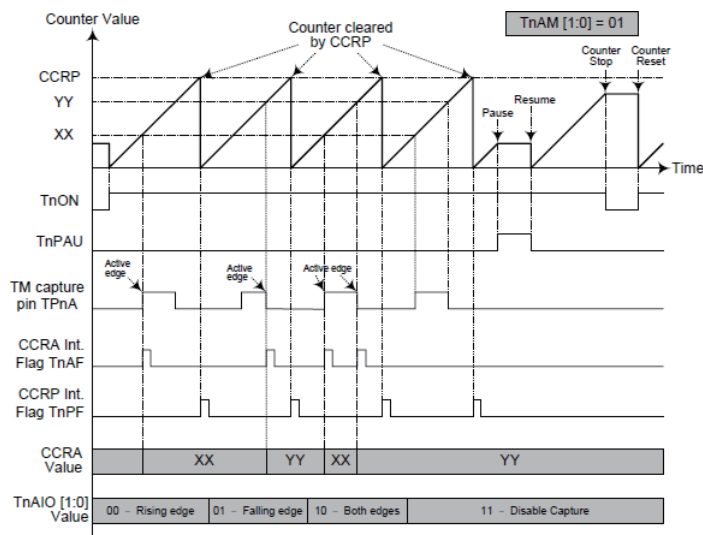 Counter Value
TnAM [1:0] = 01
Counter cleared
by CCRP
Counter
Stop
Counter
Reset
CCRP
YY
XX
Pause
Resume
Time
TnON
TnPAU
TM capture
pin TPnA
Active
edge
Active
edge
Active edge
CCRA Int.
Flag TnAF
CCRP Int.
Flag TnPF
CCRA
Value
XX
YY
XX
YY
TnAIO [1:0]
Value
00 – Rising edge
01 – Falling edge
10 – Both edges
11 – Disable Capture